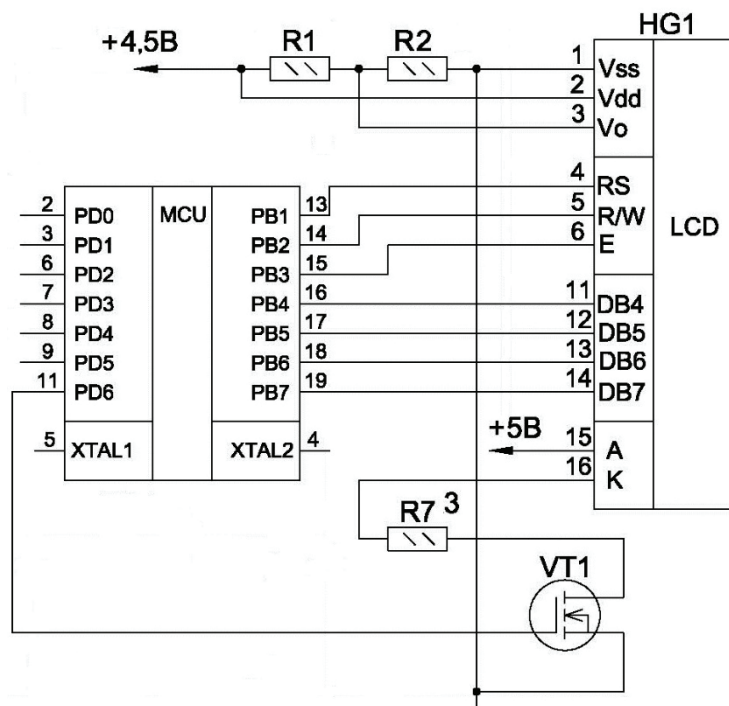 HG1
+4,5В R1 R2
1 Vss
2 Vdd
3 Vo
4 RS
5 R/W
6 E
LCD
11 DB4
12 DB5
13 DB6
14 DB7
+5В
15 A
16 K
MCU
2 PD0
3 PD1
6 PD2
7 PD3
8 PD4
9 PD5
11 PD6
5 XTAL1
PB1 13
PB2 14
PB3 15
PB4 16
PB5 17
PB6 18
PB7 19
XTAL2 4
R7 3
VT1